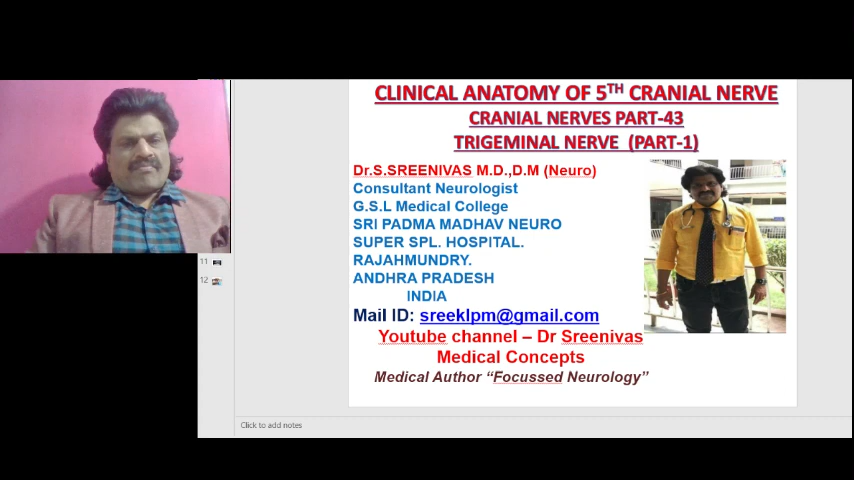 CLINICAL ANATOMY OF 5TH CRANIAL NERVE
CRANIAL NERVES PART-43
TRIGEMINAL NERVE (PART-1)
Dr.S.SREENIVAS M.D.,D.M (Neuro)
Consultant Neurologist
G.S.L Medical College
SRI PADMA MADHAV NEURO
SUPER SPL. HOSPITAL.
RAJAHMUNDRY.
ANDHRA PRADESH
INDIA
Mail ID: sreeklpm@gmail.com
Youtube channel – Dr Sreenivas
Medical Concepts
Medical Author “Focussed Neurology”
11
12
Click to add notes